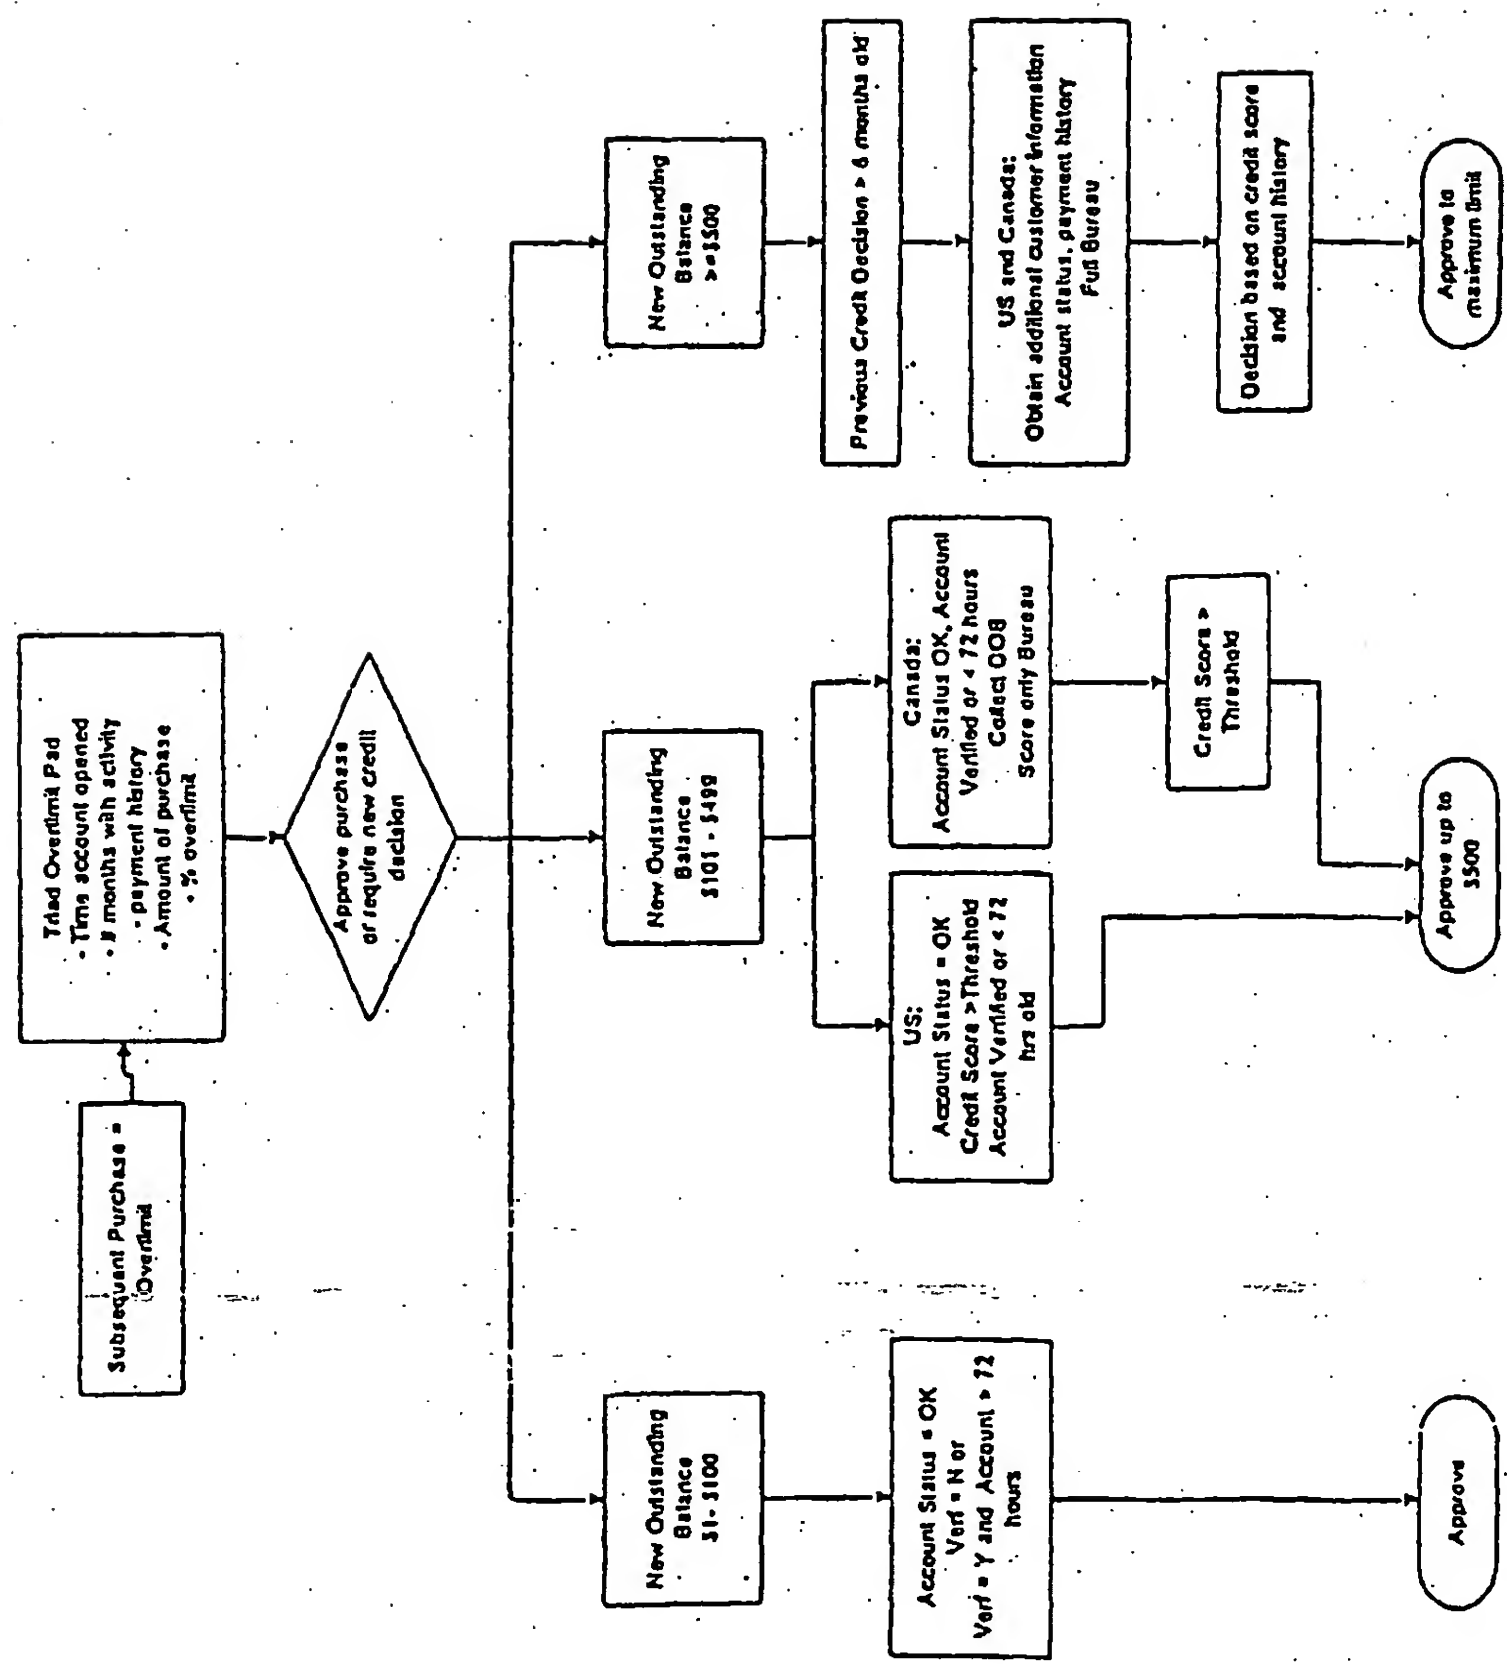 Subsequent Purchase =
Overlimit
Triad Overlimit Pad
- Time account opened
- # months with activity
- payment history
- Amount of purchase
- % overlimit
Approve purchase
or require new credit
decision
New Outstanding
Balance
$1 - $100
Account Status = OK
Verf = N or
Verf = Y and Account > 72
hours
Approve
New Outstanding
Balance
$101 - $499
US:
Account Status = OK
Credit Score > Threshold
Account Verified or < 72
hrs old
Canada:
Account Status OK, Account
Verified or < 72 hours
Collect DOB
Score only Bureau
Credit Score >
Threshold
Approve up to
$500
New Outstanding
Balance
>=$500
Previous Credit Decision > 6 months old
US and Canada:
Obtain additional customer information
Account status, payment history
Full Bureau
Decision based on credit score
and account history
Approve to
maximum limit